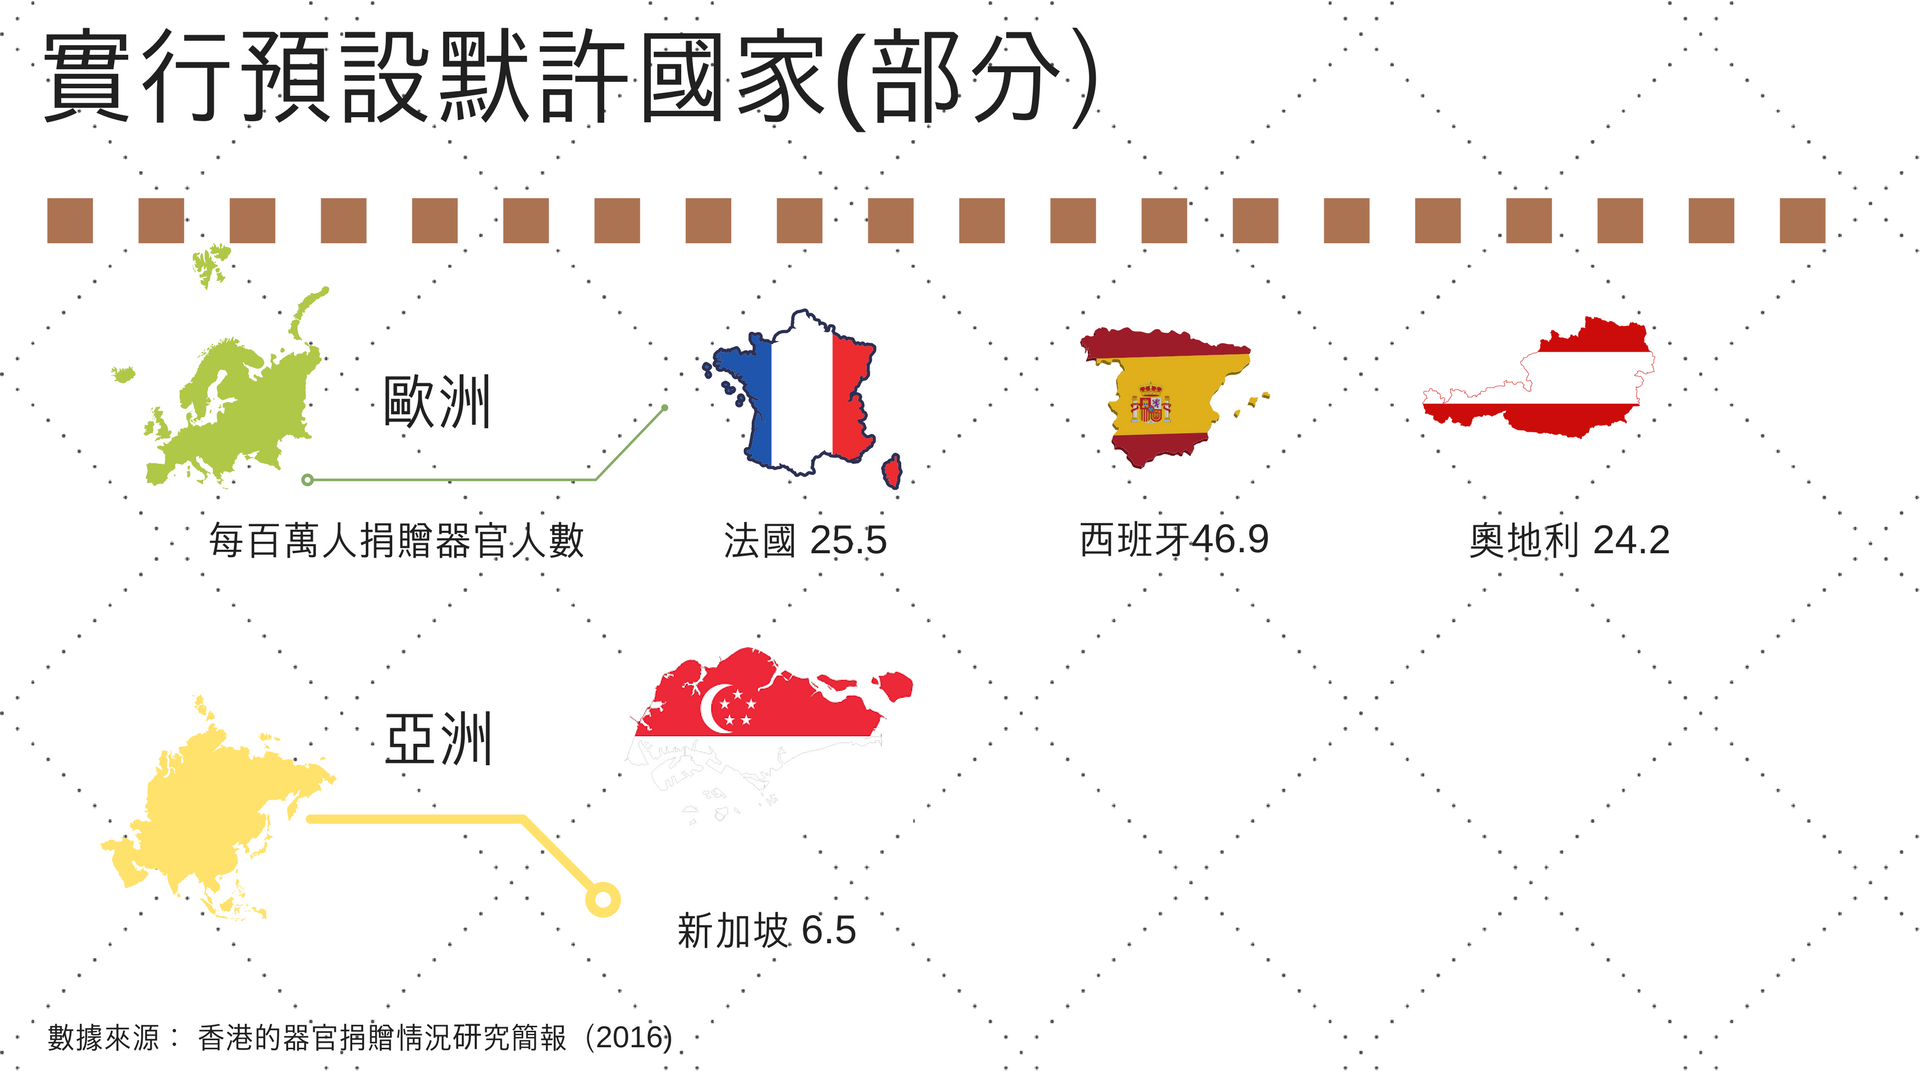 實行預設默許國家(部分)
歐洲
每百萬人捐贈器官人數
法國 25.5
西班牙46.9
奧地利 24.2
亞洲
新加坡 6.5
數據來源： 香港的器官捐贈情況研究簡報（2016)